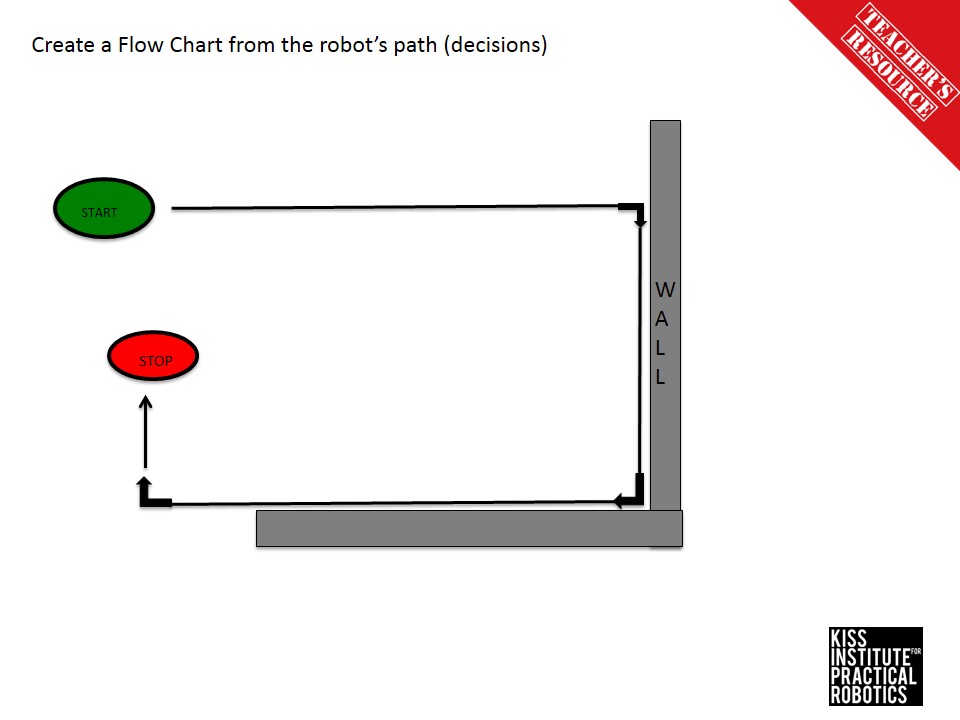 Create a Flow Chart from the robot’s path (decisions)
TEACHER'S
RESOURCE
START
W
A
L
L
STOP
KISS
INSTITUTE FOR
PRACTICAL
ROBOTICS